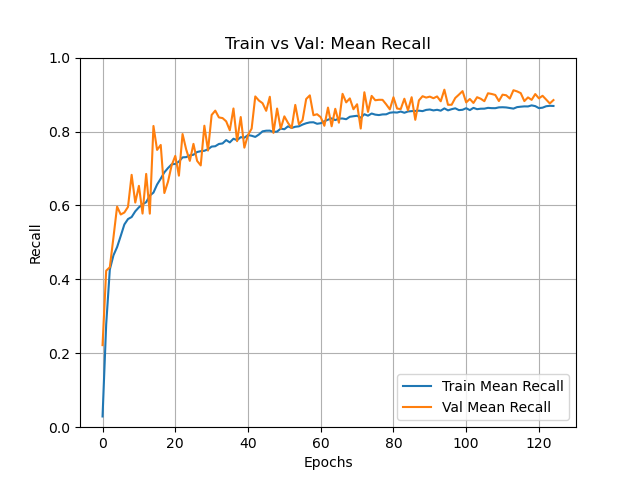 Train vs Val: Mean Recall
1.0
0.8
0.6
0.4
0.2
0.0
Recall
0 20 40 60 80 100 120
Epochs
Train Mean Recall
Val Mean Recall